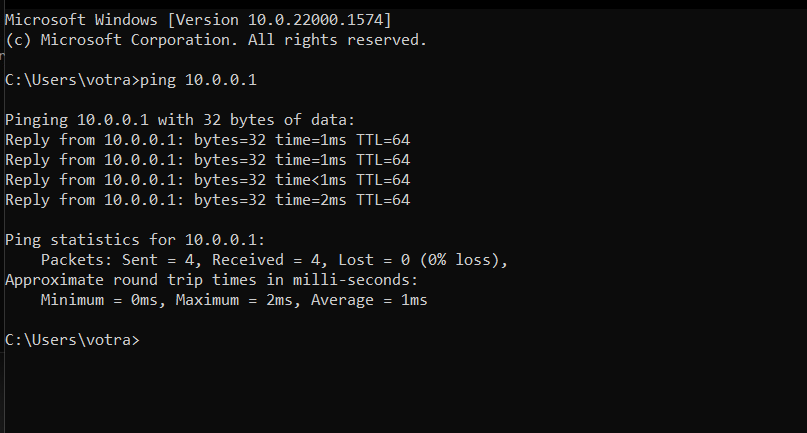 Microsoft Windows [Version 10.0.22000.1574]
(c) Microsoft Corporation. All rights reserved.
C:\Users\votra>ping 10.0.0.1
Pinging 10.0.0.1 with 32 bytes of data:
Reply from 10.0.0.1: bytes=32 time=1ms TTL=64
Reply from 10.0.0.1: bytes=32 time=1ms TTL=64
Reply from 10.0.0.1: bytes=32 time<1ms TTL=64
Reply from 10.0.0.1: bytes=32 time=2ms TTL=64
Ping statistics for 10.0.0.1:
    Packets: Sent = 4, Received = 4, Lost = 0 (0% loss),
Approximate round trip times in milli-seconds:
    Minimum = 0ms, Maximum = 2ms, Average = 1ms
C:\Users\votra>